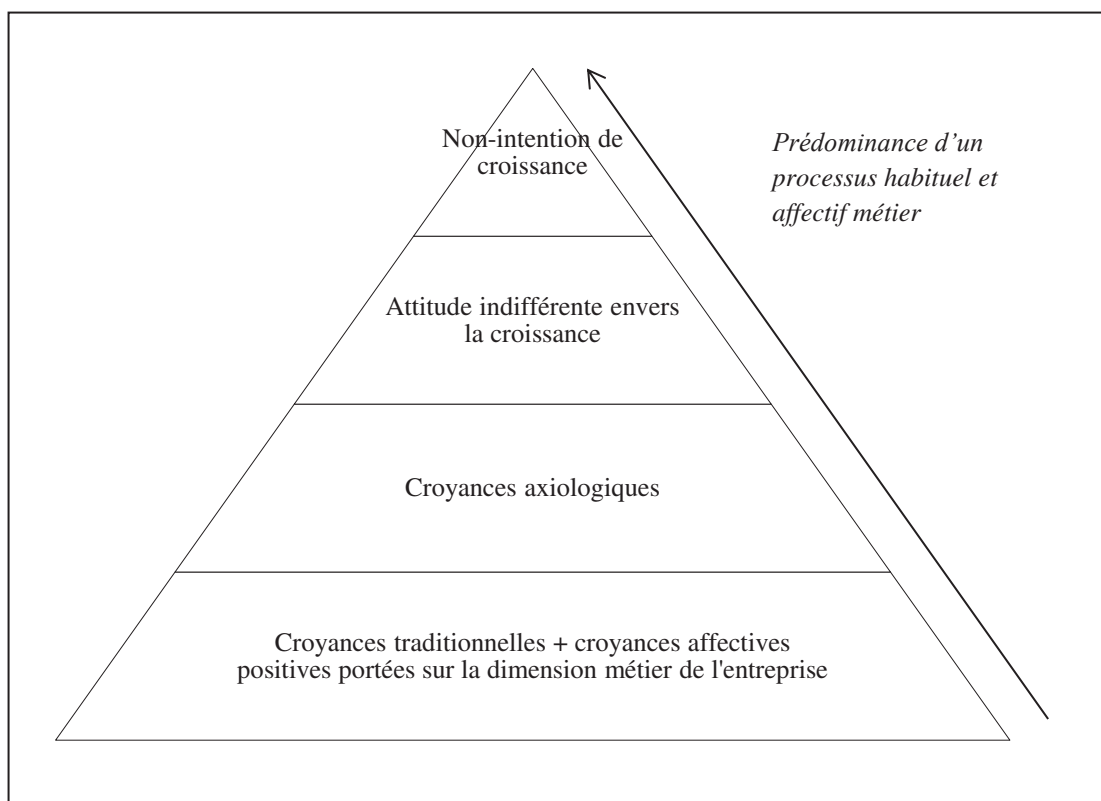 Non-intention de
croissance
Prédominance d’un
processus habituel et
affectif métier
Attitude indifférente envers
la croissance
Croyances axiologiques
Croyances traditionnelles + croyances affectives
positives portées sur la dimension métier de l'entreprise